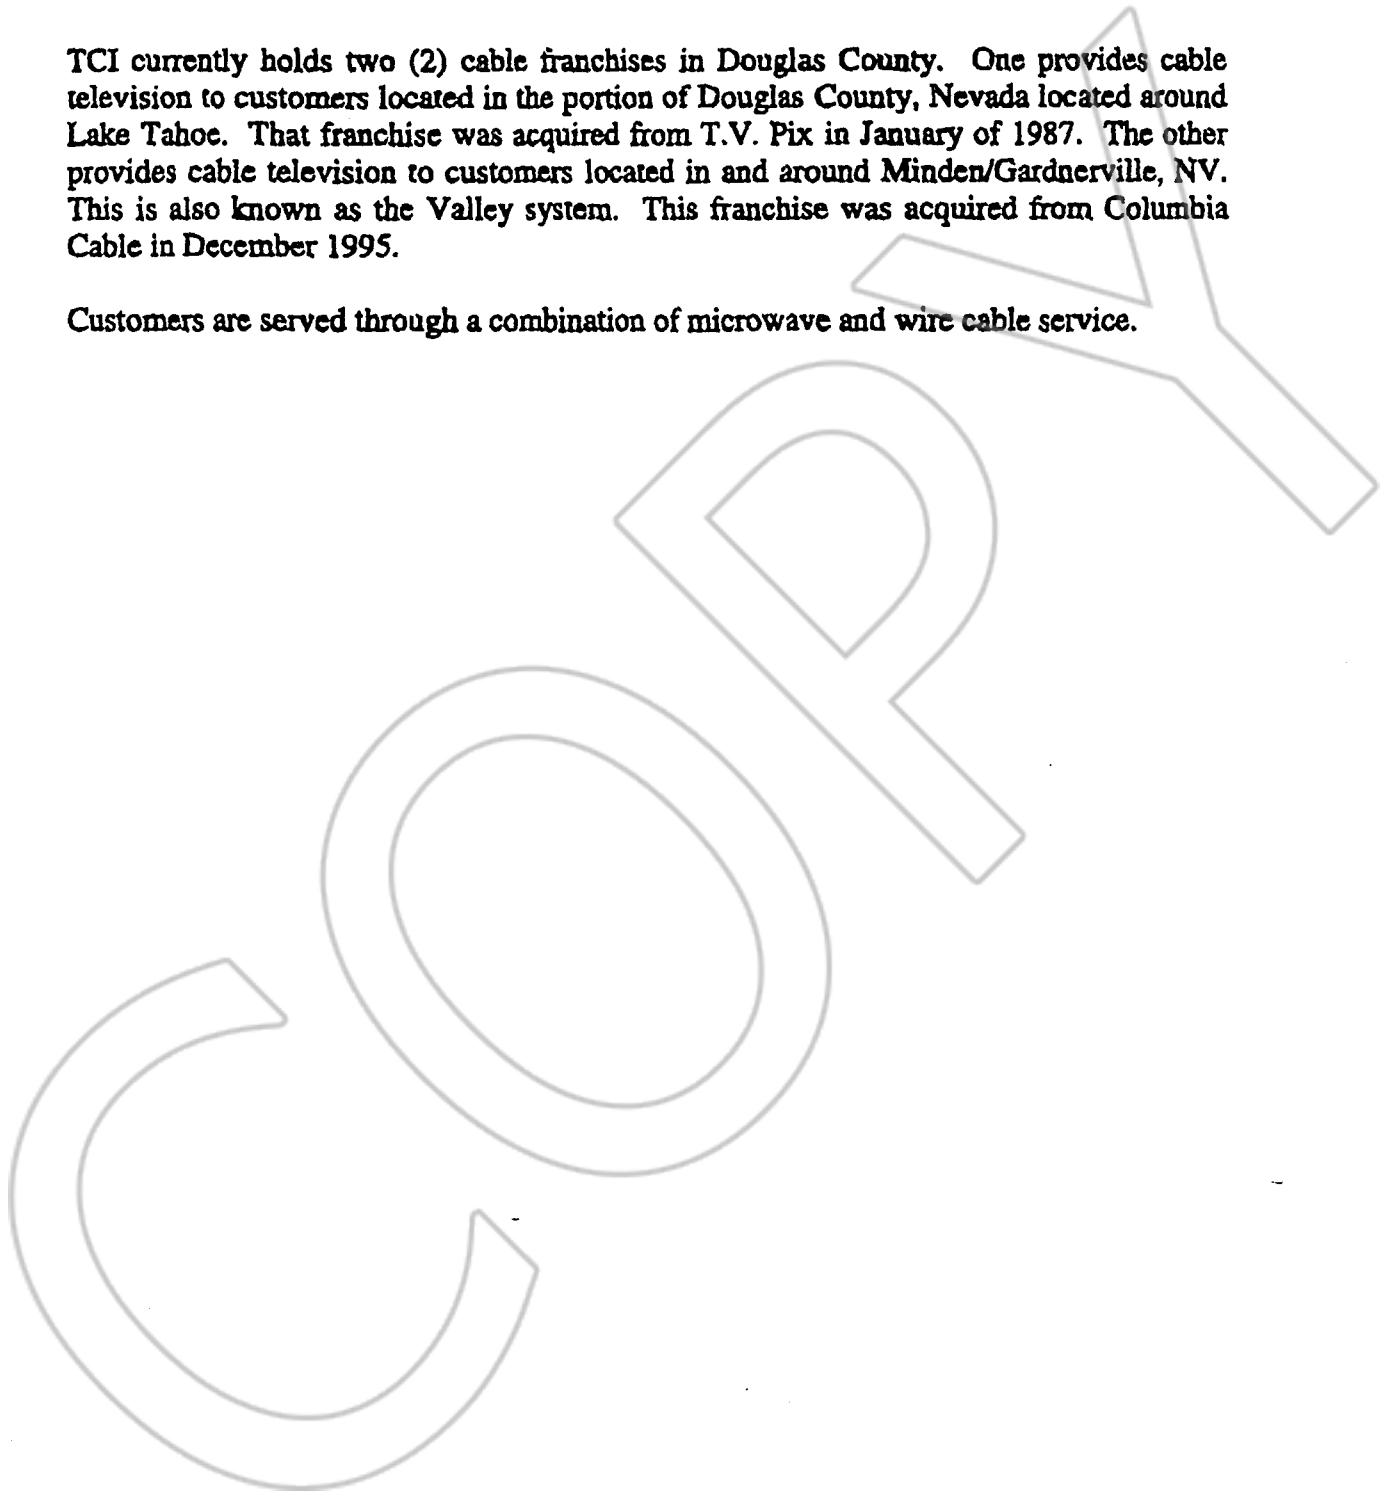 TCI currently holds two (2) cable franchises in Douglas County. One provides cable
television to customers located in the portion of Douglas County, Nevada located around
Lake Tahoe. That franchise was acquired from T.V. Pix in January of 1987. The other
provides cable television to customers located in and around Minden/Gardnerville, NV.
This is also known as the Valley system. This franchise was acquired from Columbia
Cable in December 1995.
Customers are served through a combination of microwave and wire cable service.
COPY